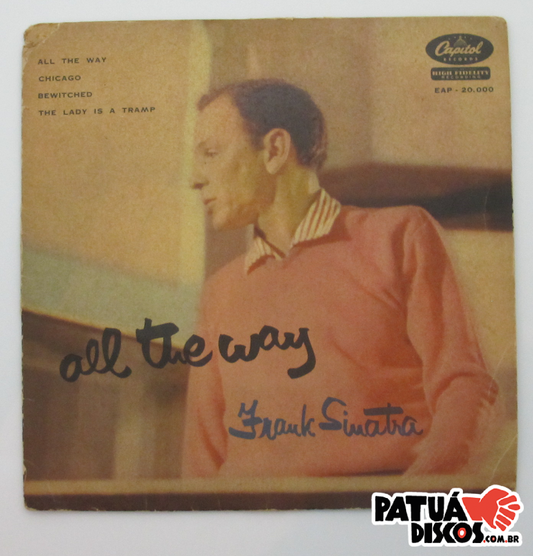 ALL THE WAY
CHICAGO
BEWITCHED
THE LADY IS A TRAMP
Capitol
RECORDS
HIGH FIDELITY
RECORDING
EAP - 20.000
all the way
Frank Sinatra
PATUÁ
DISCOS.COM.BR